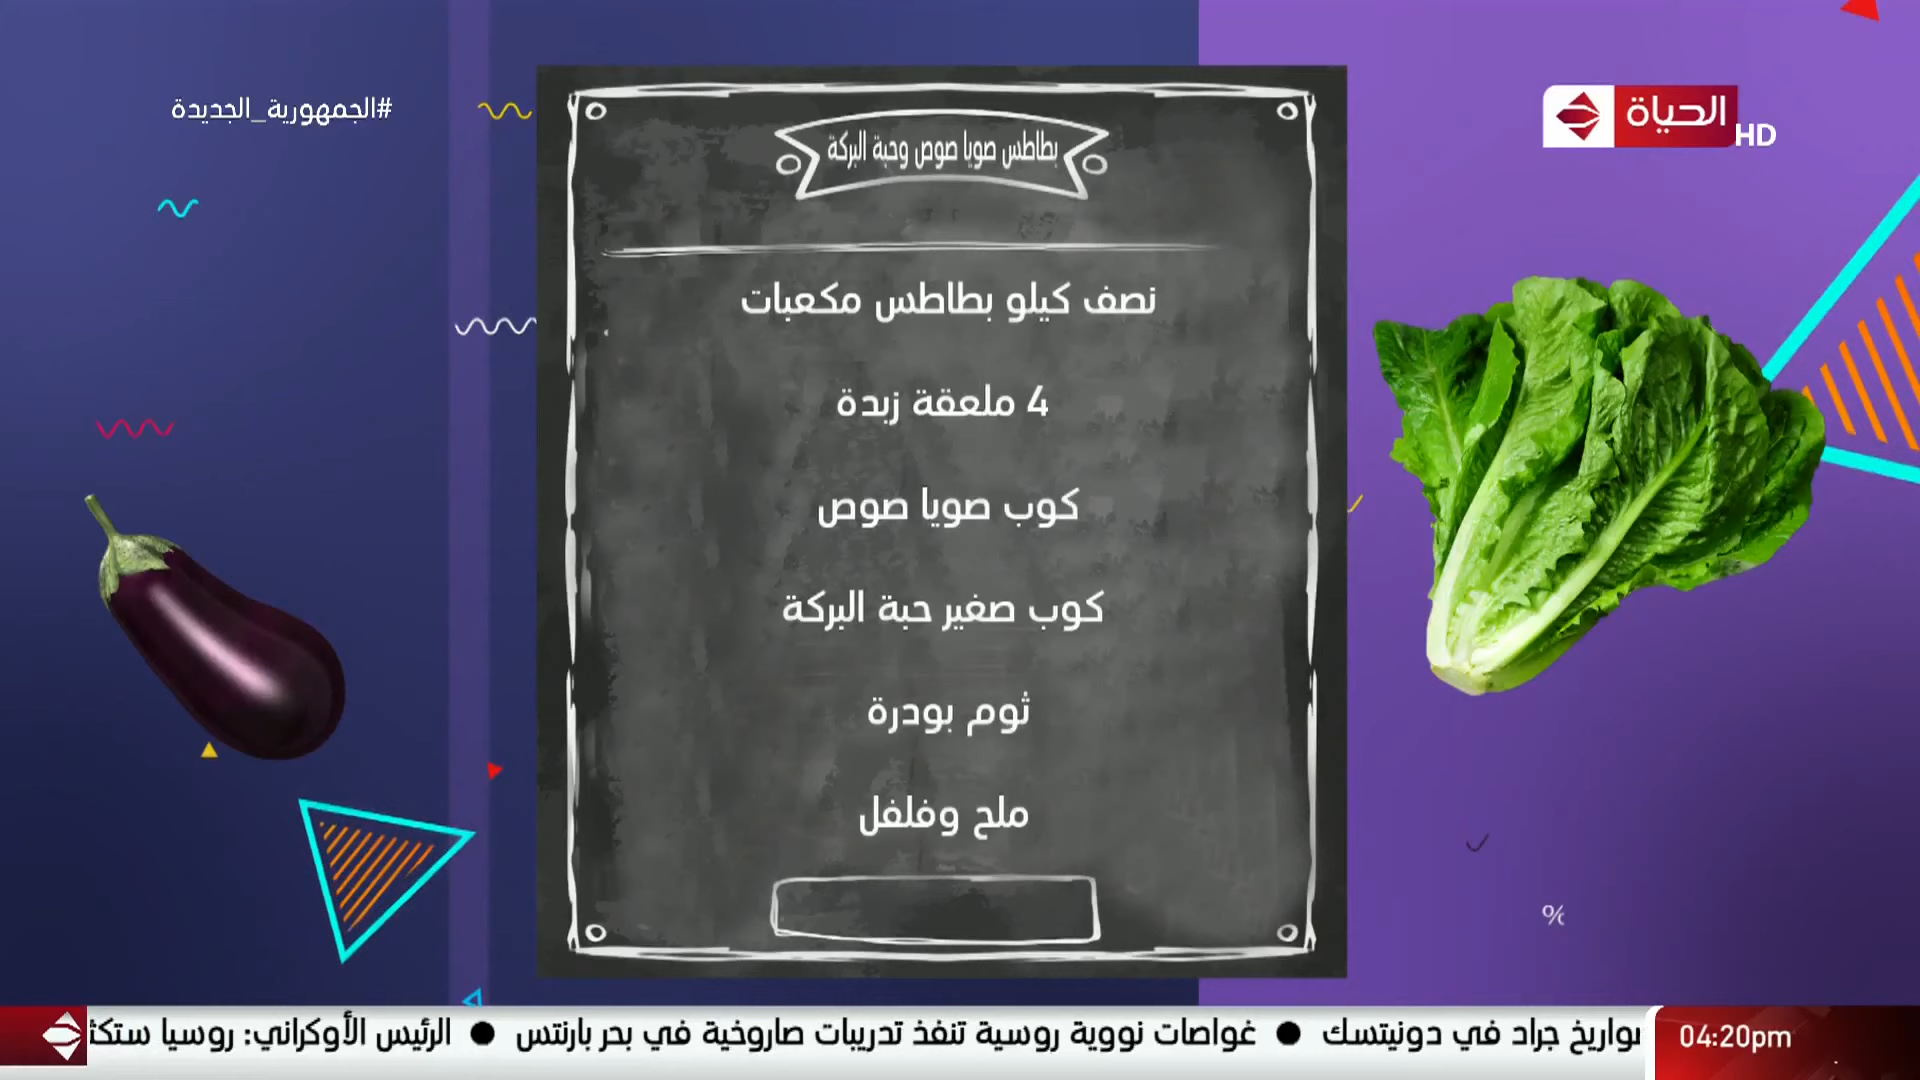 #الجمهورية_الجديدة
الحياة
HD
بطاطس صويا صوص وحبة البركة
نصف كيلو بطاطس مكعبات
4 ملعقة زبدة
كوب صويا صوص
كوب صغير حبة البركة
ثوم بودرة
ملح وفلفل
%
جراد في دونيتسك ● غواصات نووية روسية تنفذ تدريبات صاروخية في بحر بارنتس ● الرئيس الأوكراني: روسيا
04:20pm